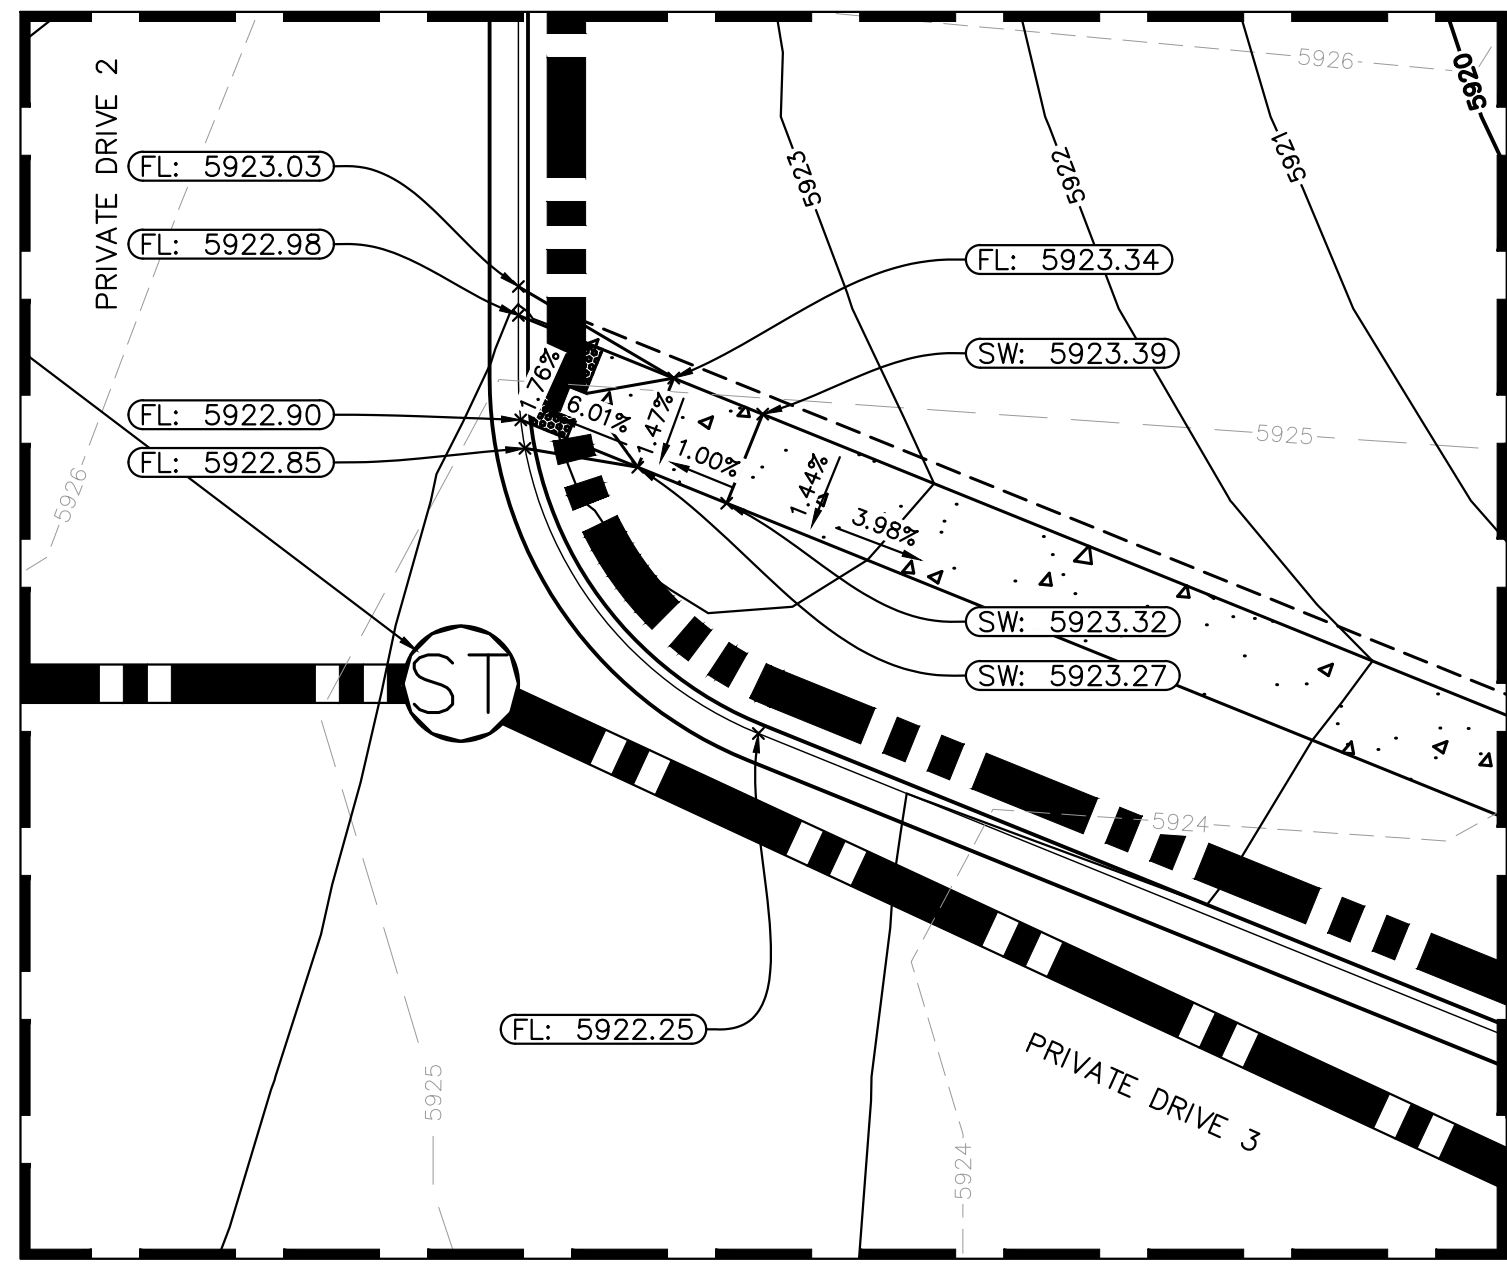 PRIVATE DRIVE 2
5926
5920
FL: 5923.03
5923
5922
5921
FL: 5922.98
FL: 5923.34
SW: 5923.39
1.76%
6.01%
1.47%
FL: 5922.90
1.00%
5925
FL: 5922.85
5926
1.44%
3.98%
SW: 5923.32
ST
SW: 5923.27
5924
FL: 5922.25
5925
PRIVATE DRIVE 3
5924